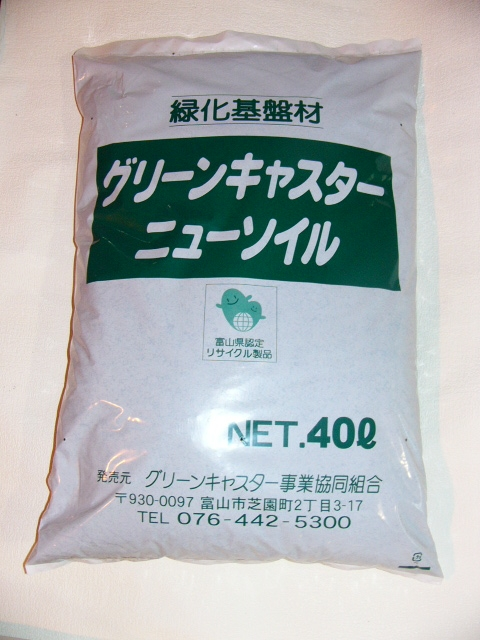 緑化基盤材
グリーンキャスター
ニューソイル
富山県認定
リサイクル製品
NET.40ℓ
発売元 グリーンキャスター事業協同組合
〒930-0097 富山市芝園町2丁目3-17
TEL 076-442-5300